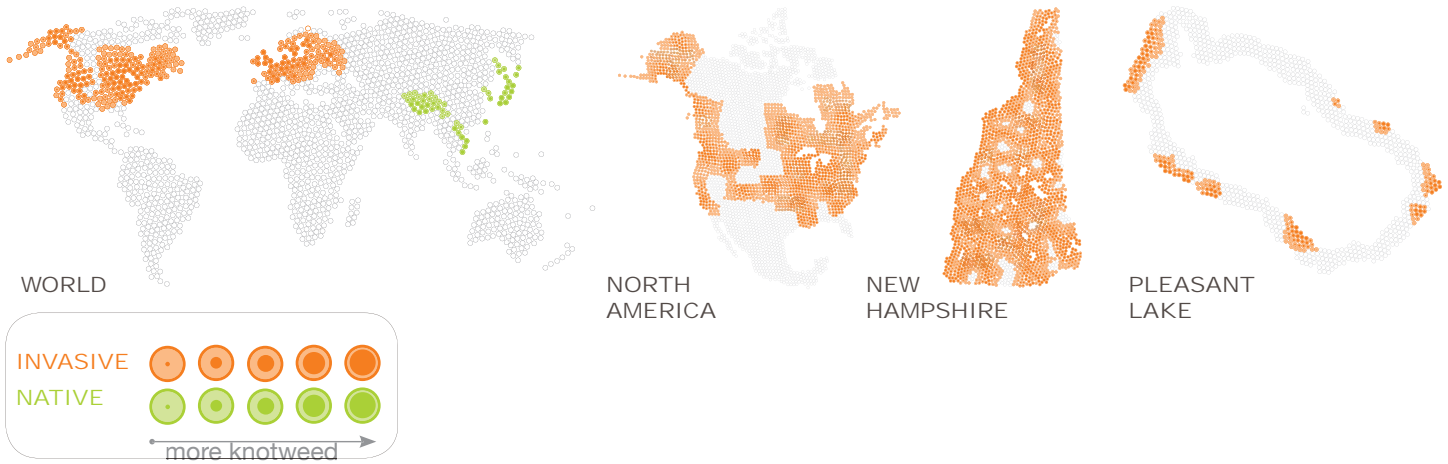 WORLD
NORTH
AMERICA
NEW
HAMPSHIRE
PLEASANT
LAKE
INVASIVE
NATIVE
more knotweed